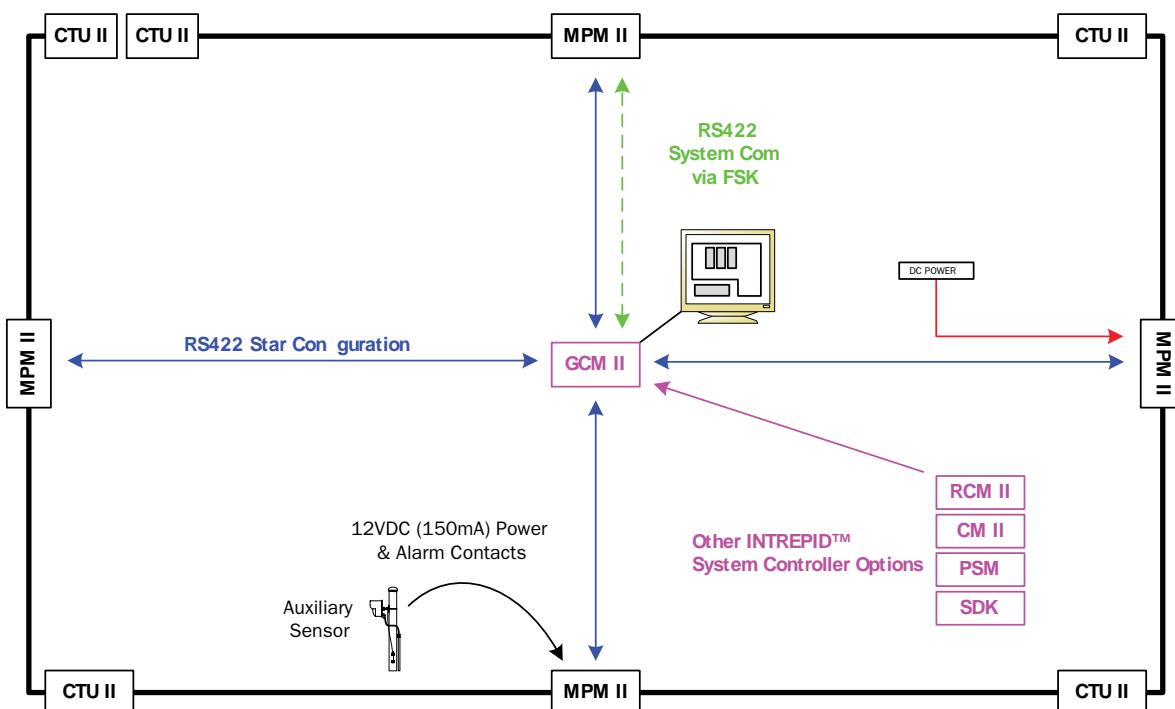 CTU II
CTU II
MPM II
CTU II
RS422
System Com
via FSK
DC POWER
MPM II
RS422 Star Con guration
GCM II
MPM II
RCM II
CM II
PSM
SDK
Other INTREPID™
System Controller Options
12VDC (150mA) Power
& Alarm Contacts
Auxiliary
Sensor
CTU II
MPM II
CTU II